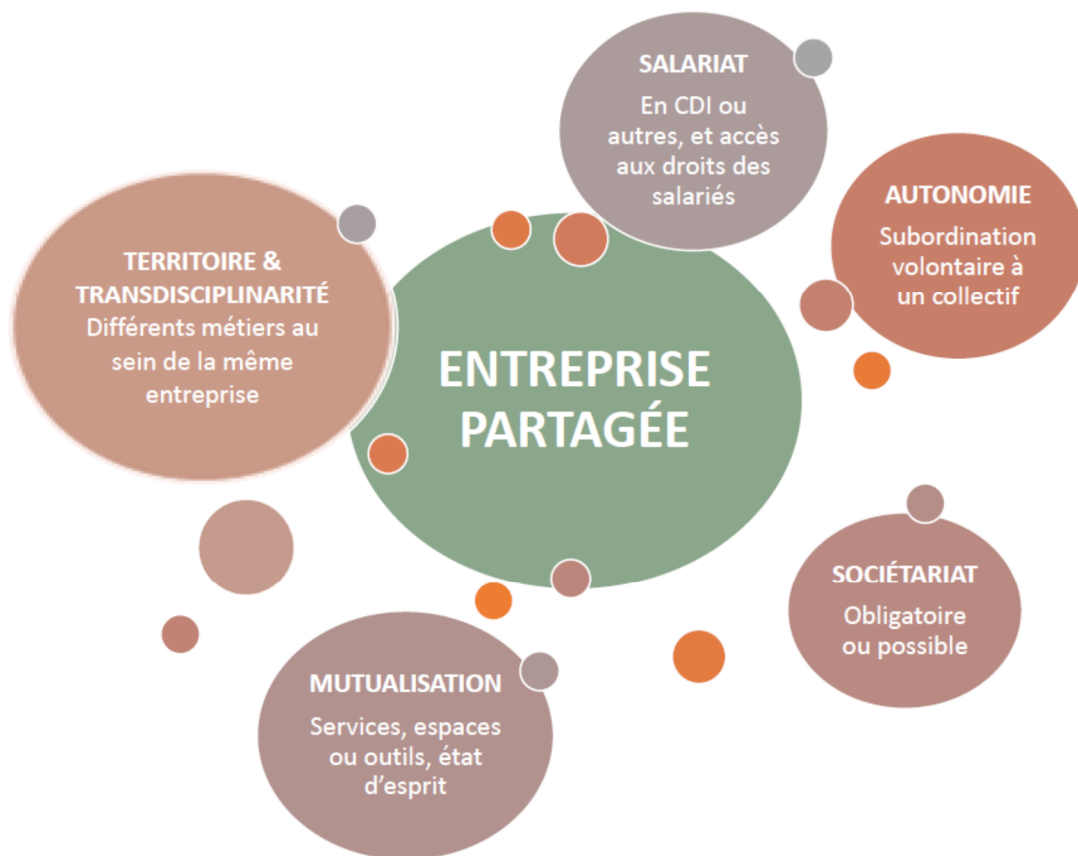 SALARIAT
En CDI ou
autres, et accès
aux droits des
salariés
AUTONOMIE
Subordination
volontaire à
un collectif
TERRITOIRE &
TRANSDISCIPLINARITÉ
Différents métiers au
sein de la même
entreprise
ENTREPRISE
PARTAGÉE
SOCIÉTARIAT
Obligatoire
ou possible
MUTUALISATION
Services, espaces
ou outils, état
d’esprit